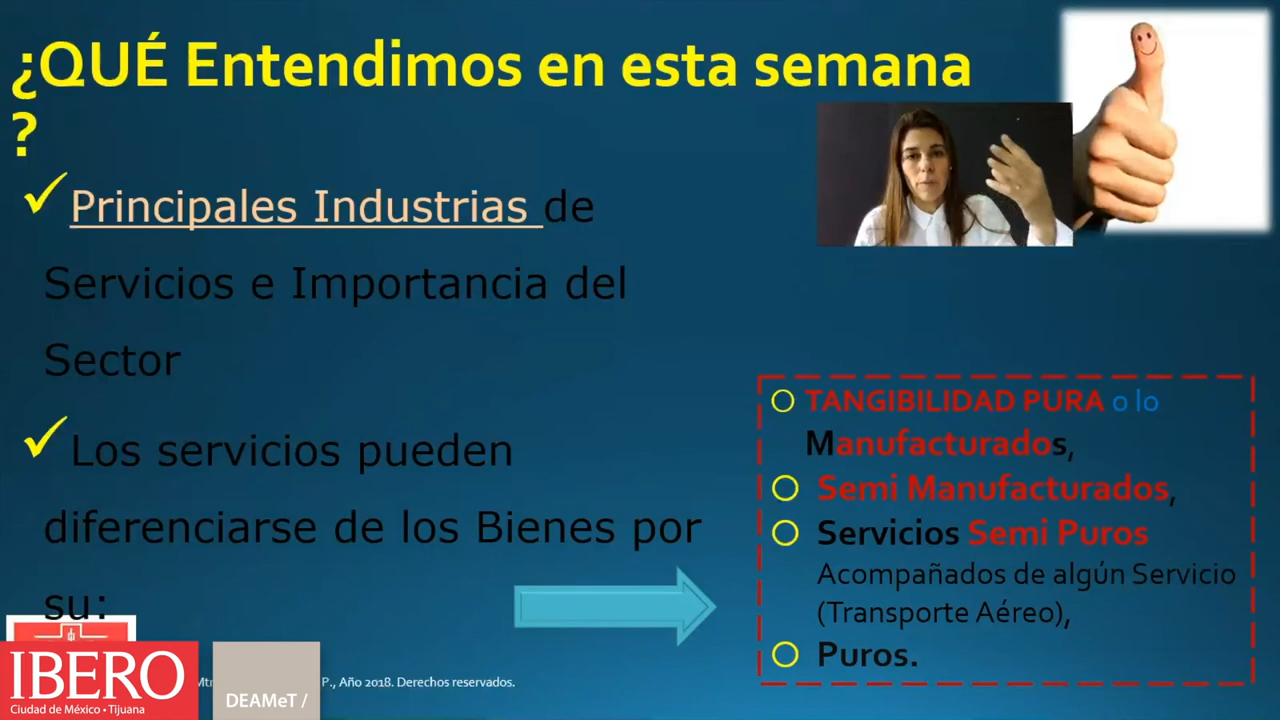 ¿QUÉ Entendimos en esta semana
?
Principales Industrias de
Servicios e Importancia del
Sector
Los servicios pueden
diferenciarse de los Bienes por
su:
TANGIBILIDAD PURA o lo
Manufacturados,
Semi Manufacturados,
Servicios Semi Puros
Acompañados de algún Servicio
(Transporte Aéreo),
Puros.
P., Año 2018. Derechos reservados.
IBERO
Ciudad de México • Tijuana
DEAMeT /